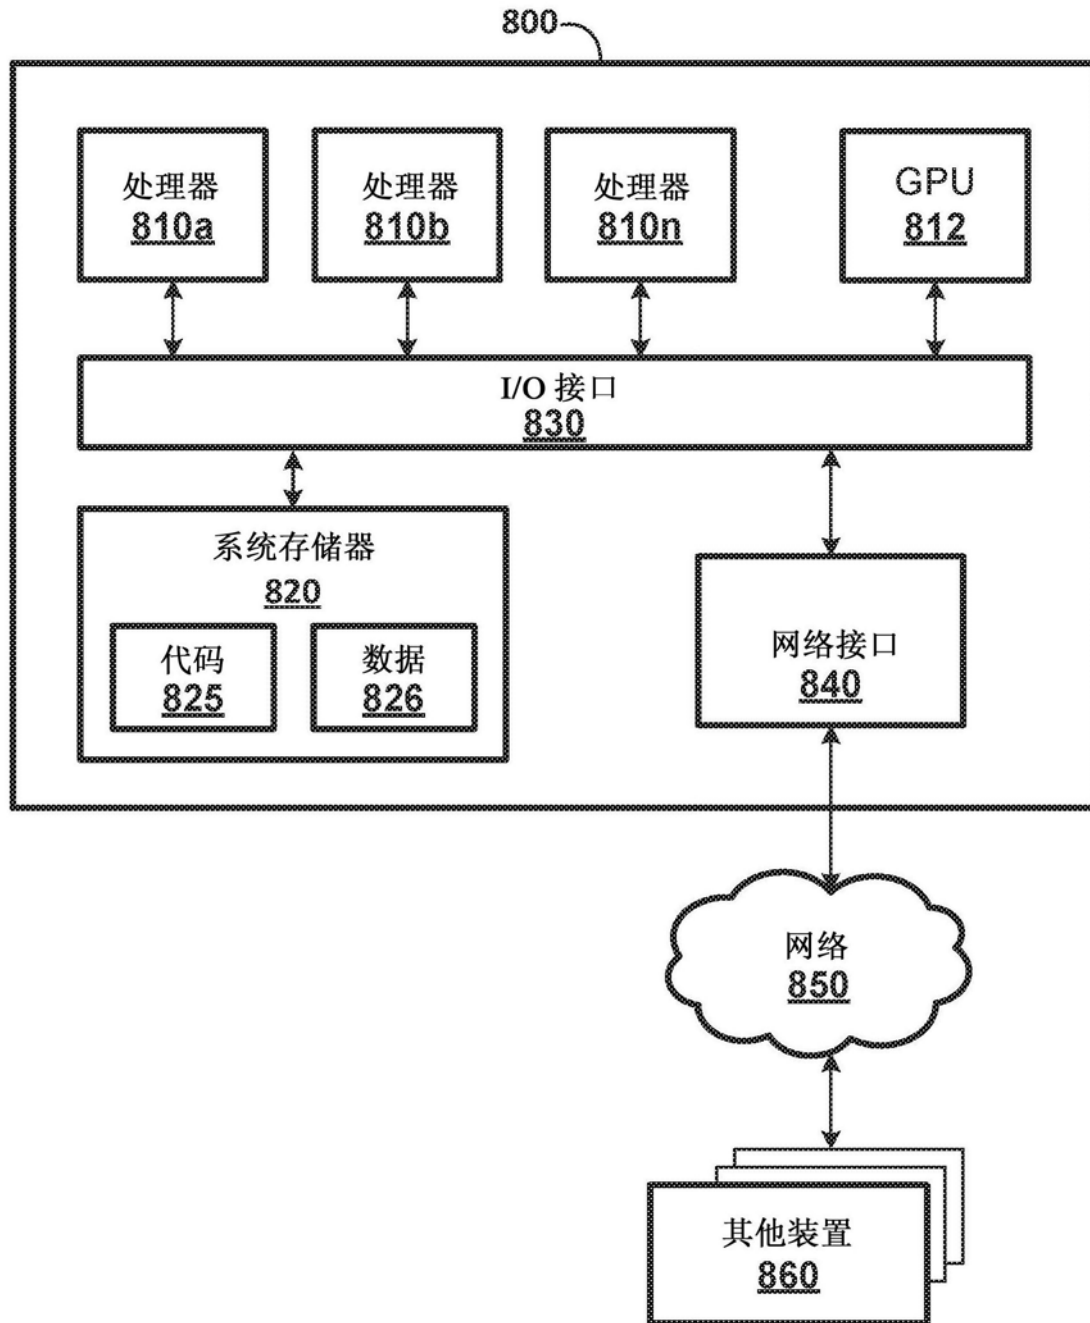 800
处理器
810a
处理器
810b
处理器
810n
GPU
812
I/O 接口
830
系统存储器
820
代码
825
数据
826
网络接口
840
网络
850
其他装置
860